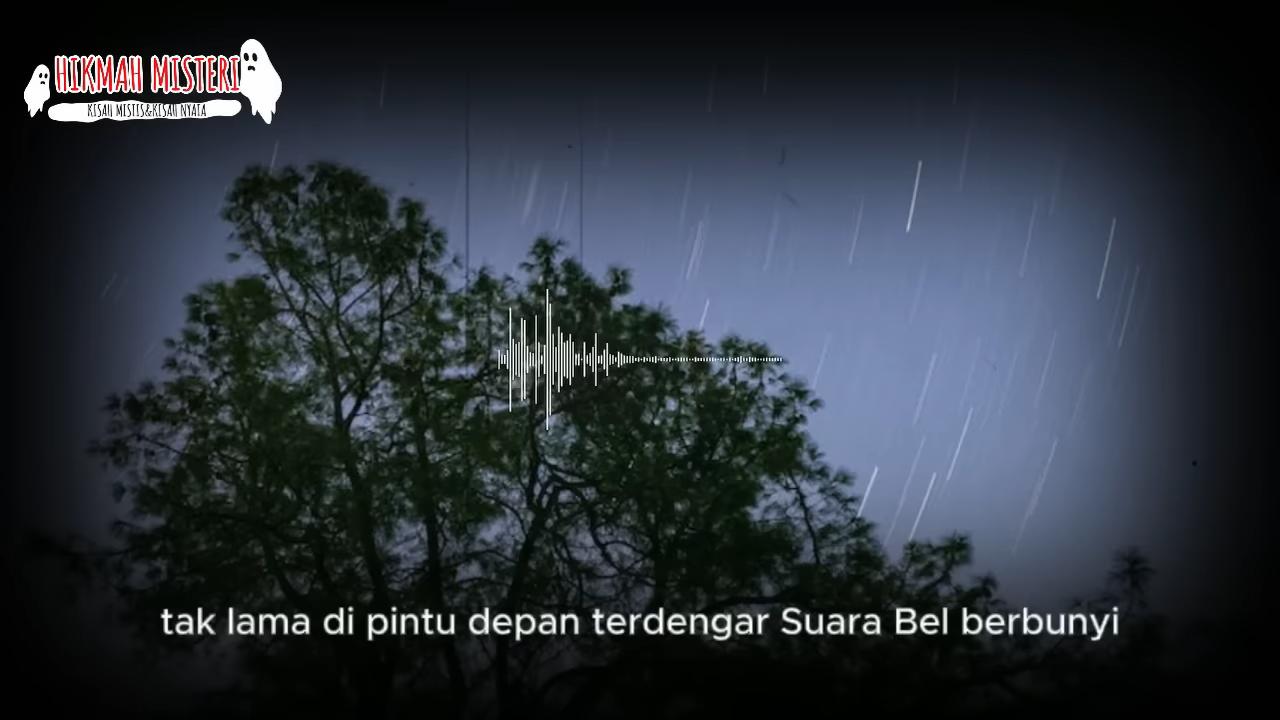 HIKMAH MISTERI
KISAH MISTIS&KISAH NYATA
tak lama di pintu depan terdengar Suara Bel berbunyi